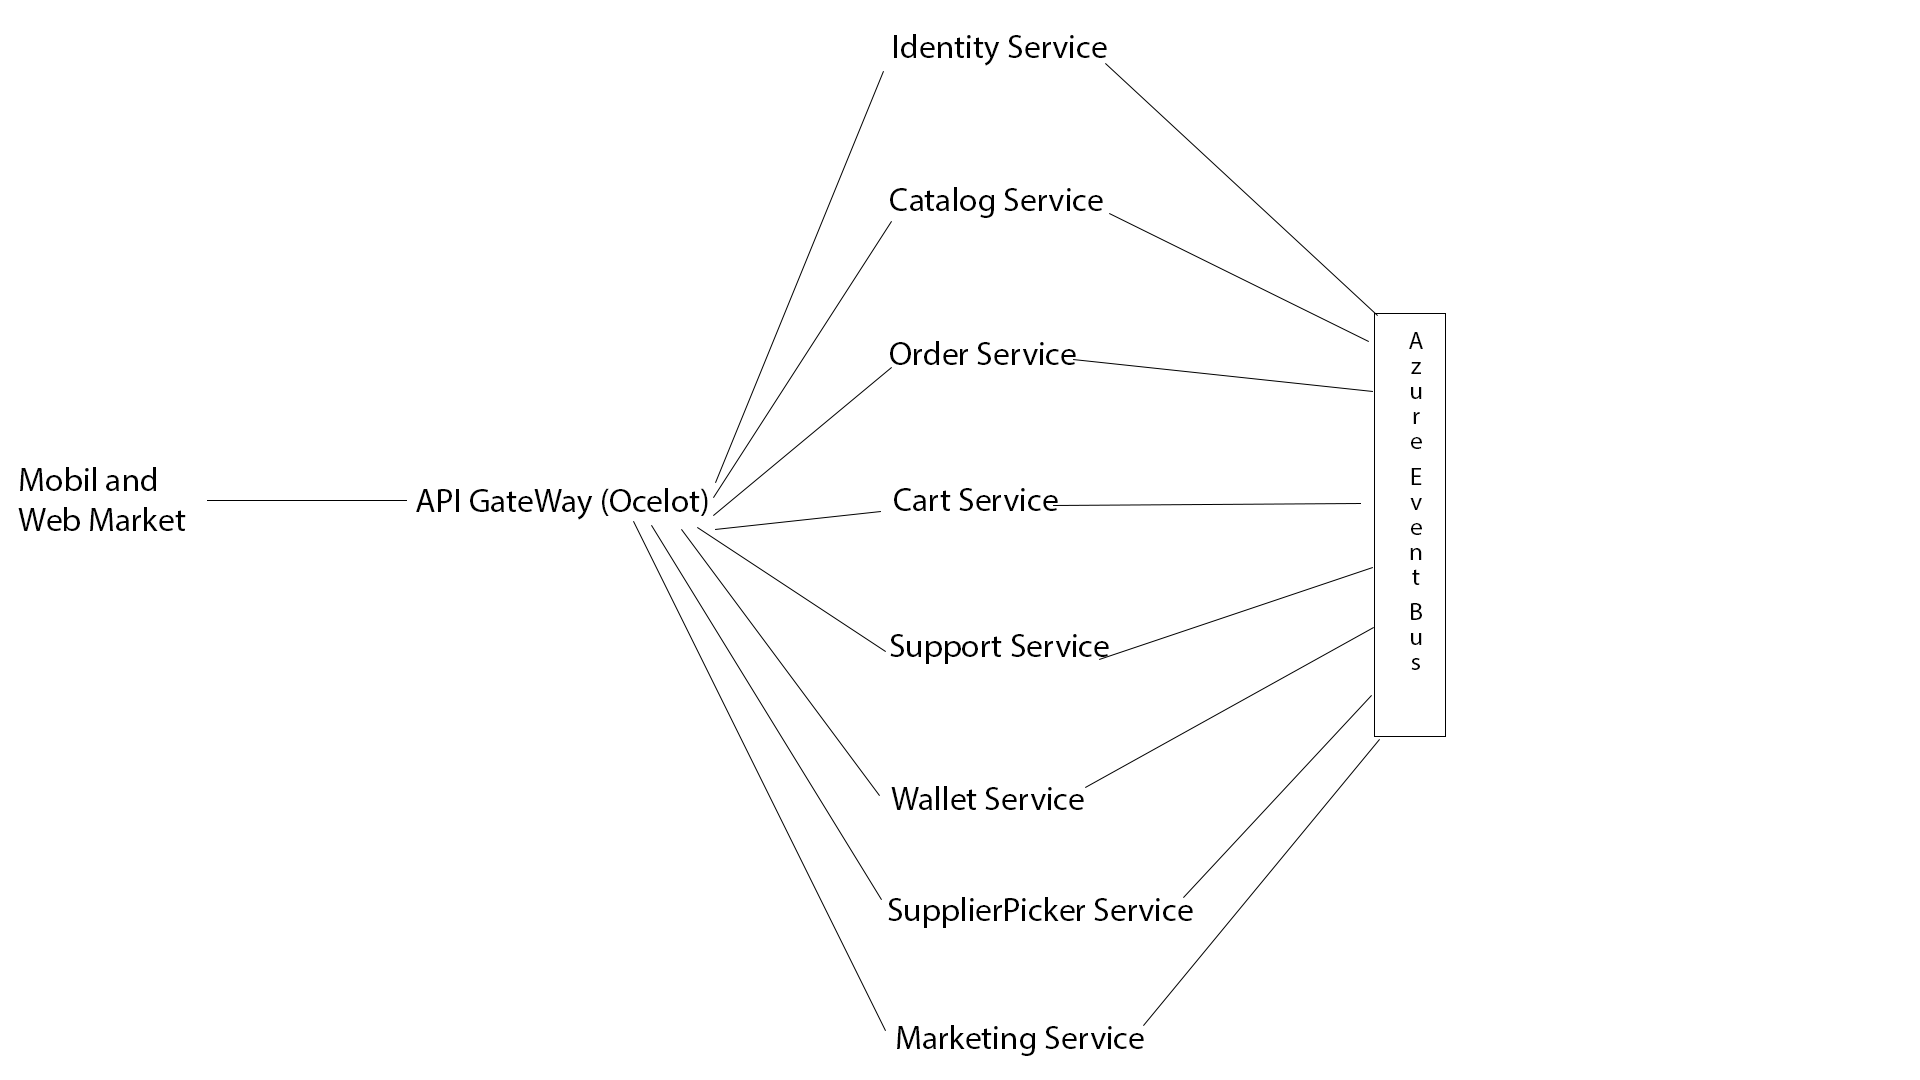 Identity Service
Catalog Service
Order Service
Mobil and
Web Market
API GateWay (Ocelot)
Cart Service
Support Service
Wallet Service
SupplierPicker Service
Marketing Service
Azure Event Bus